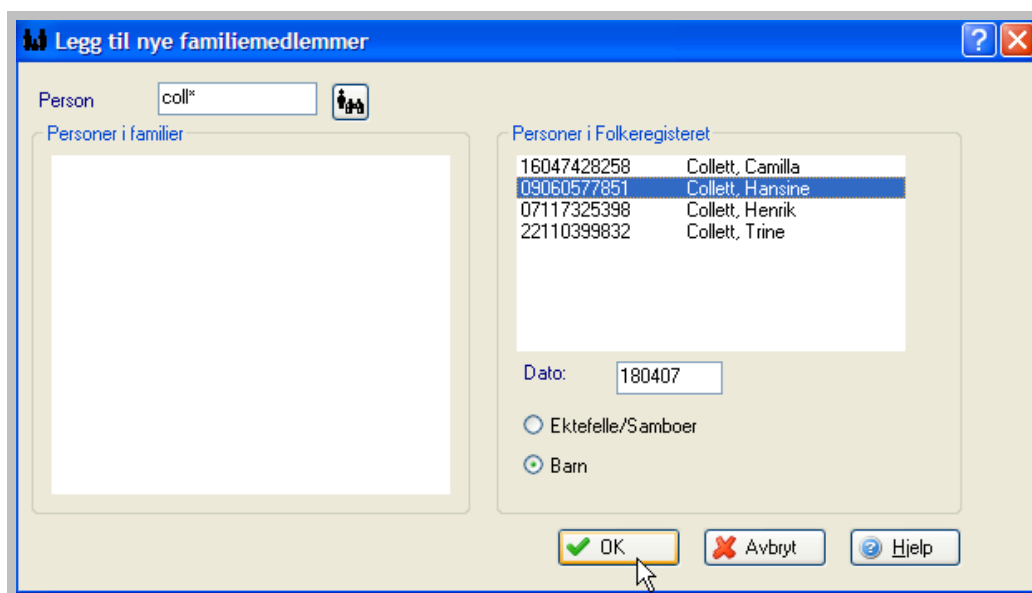 Legg til nye familiemedlemmer
Person coll*
Personer i familier
Personer i Folkeregisteret
16047428258 Collett, Camilla
09060577851 Collett, Hansine
07117325398 Collett, Henrik
22110399832 Collett, Trine
Dato: 180407
Ektefelle/Samboer
Barn
OK Avbryt Hjelp